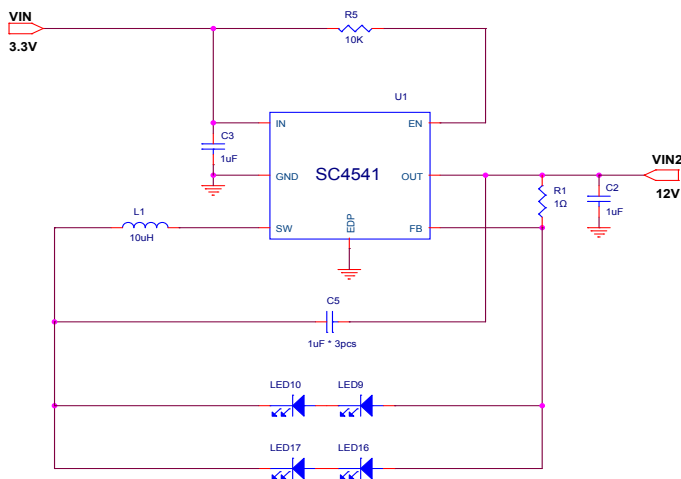 VIN
3.3V
R5
10K
U1
IN
EN
C3
1uF
GND
SC4541
OUT
VIN2
12V
R1
1Ω
C2
1uF
L1
10uH
SW
EDP
FB
C5
1uF * 3pcs
LED10
LED9
LED17
LED16